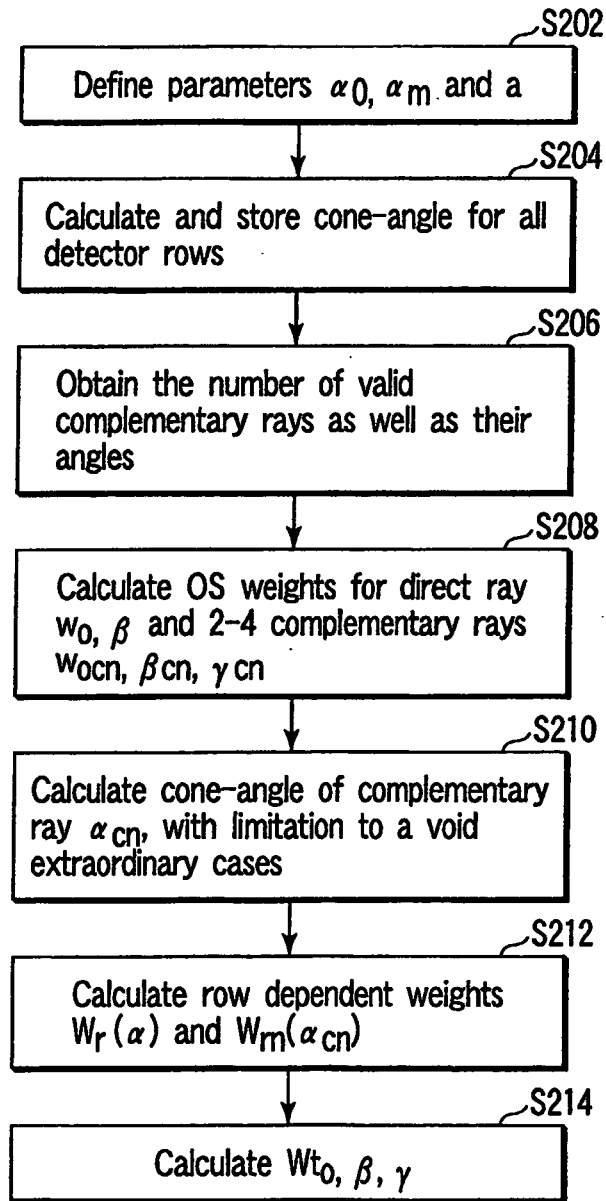 S202
Define parameters α0, αm and a
S204
Calculate and store cone-angle for all
detector rows
S206
Obtain the number of valid
complementary rays as well as their
angles
S208
Calculate OS weights for direct ray
w0, β and 2-4 complementary rays
wocn, βcn, γcn
S210
Calculate cone-angle of complementary
ray αcn, with limitation to a void
extraordinary cases
S212
Calculate row dependent weights
Wr(α) and Wm(αcn)
S214
Calculate Wto, β, γ